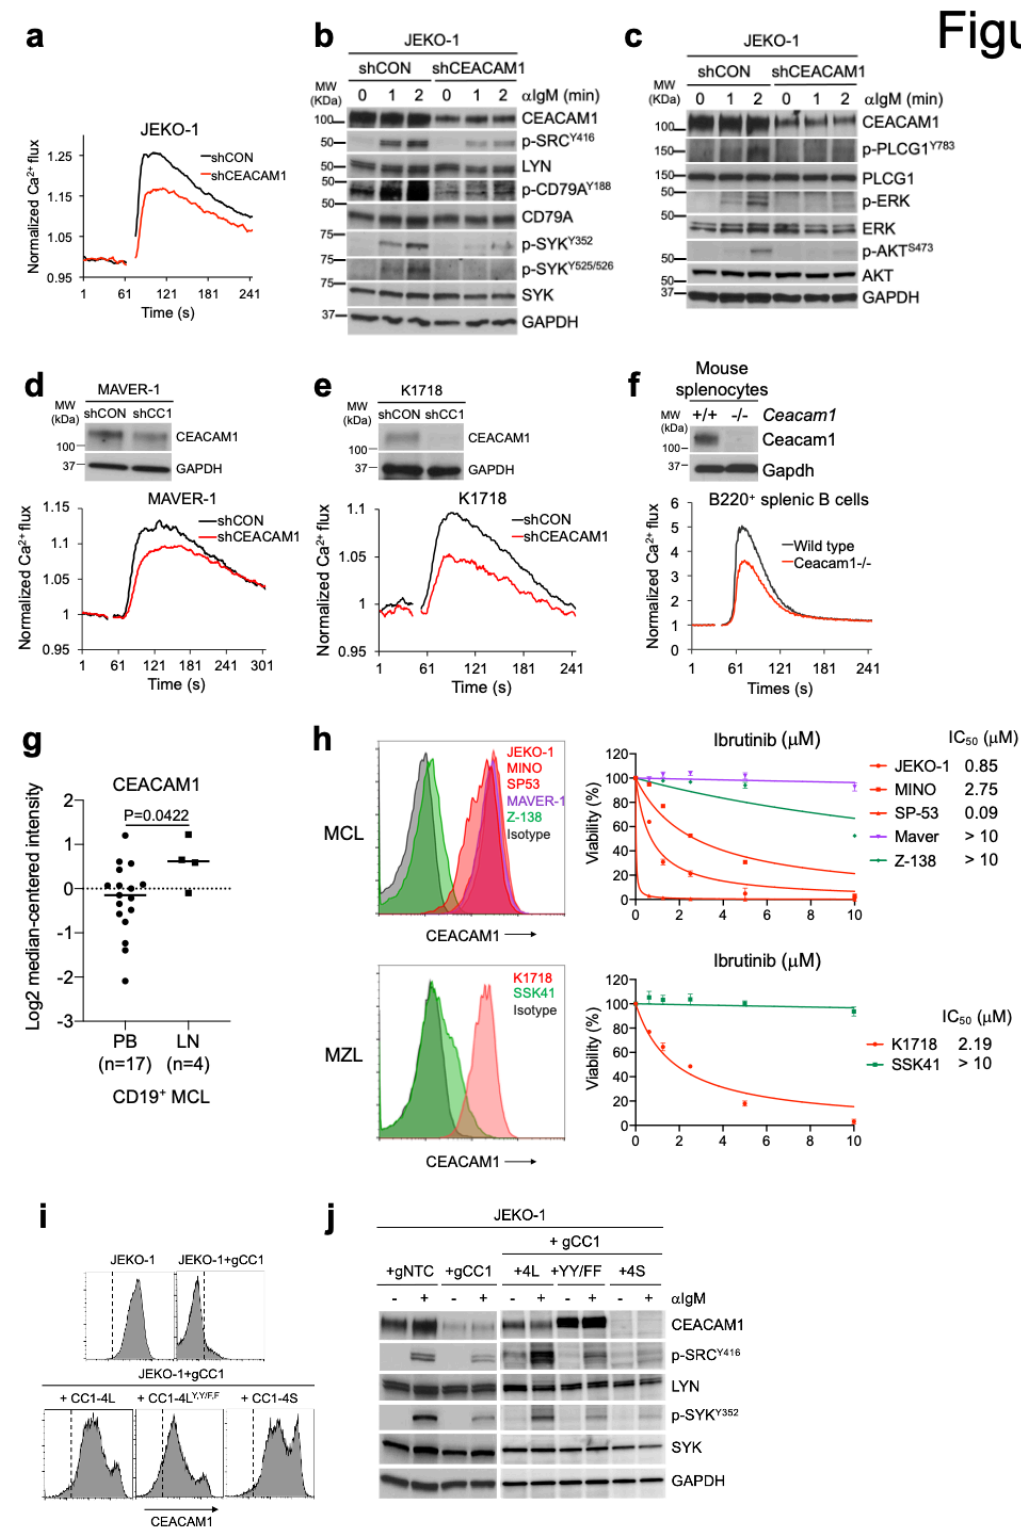 Figu
a
JEKO-1
Normalized Ca²⁺ flux
1.25
1.15
1.05
0.95
shCON
shCEACAM1
1 61 121 181 241
Time (s)
b
JEKO-1
shCON shCEACAM1
MW
(KDa)
0 1 2 0 1 2 αIgM (min)
100 CEACAM1
50 p-SRCY416
50 LYN
50 p-CD79AY188
50 CD79A
75 p-SYKY352
75 p-SYKY525/526
75 SYK
37 GAPDH
c
JEKO-1
shCON shCEACAM1
MW
(KDa)
0 1 2 0 1 2 αIgM (min)
100 CEACAM1
150 p-PLCG1Y783
150 PLCG1
50 p-ERK
50 ERK
50 p-AKTS473
50 AKT
37 GAPDH
d
MAVER-1
MW
(kDa)
shCON shCC1
100 CEACAM1
37 GAPDH
MAVER-1
Normalized Ca²⁺ flux
1.15
1.1
1.05
1
0.95
shCON
shCEACAM1
1 61 121 181 241 301
Time (s)
e
K1718
MW
(kDa)
shCON shCC1
100 CEACAM1
37 GAPDH
K1718
Normalized Ca²⁺ flux
1.1
1.05
1
0.95
shCON
shCEACAM1
1 61 121 181 241
Time (s)
f
Mouse
splenocytes
MW
(kDa)
+/+ -/- Ceacam1
100 Ceacam1
37 Gapdh
B220⁺ splenic B cells
Normalized Ca²⁺ flux
6
5
4
3
2
1
0
Wild type
Ceacam1-/-
1 61 121 181 241
Times (s)
g
CEACAM1
P=0.0422
Log2 median-centered intensity
2
1
0
-1
-2
-3
PB LN
(n=17) (n=4)
CD19⁺ MCL
h
MCL
JEKO-1
MINO
SP53
MAVER-1
Z-138
Isotype
CEACAM1
Ibrutinib (μM)
Viability (%)
120
100
80
60
40
20
0
0 2 4 6 8 10
IC₅₀ (μM)
JEKO-1 0.85
MINO 2.75
SP-53 0.09
Maver > 10
Z-138 > 10
MZL
K1718
SSK41
Isotype
CEACAM1
Ibrutinib (μM)
Viability (%)
120
100
80
60
40
20
0
0 2 4 6 8 10
IC₅₀ (μM)
K1718 2.19
SSK41 > 10
i
JEKO-1 JEKO-1+gCC1
JEKO-1+gCC1
+ CC1-4L + CC1-4LY,Y/F,F + CC1-4S
CEACAM1
j
JEKO-1
+ gCC1
+gNTC +gCC1 +4L +YY/FF +4S
- + - + - + - + - + αIgM
CEACAM1
p-SRCY416
LYN
p-SYKY352
SYK
GAPDH